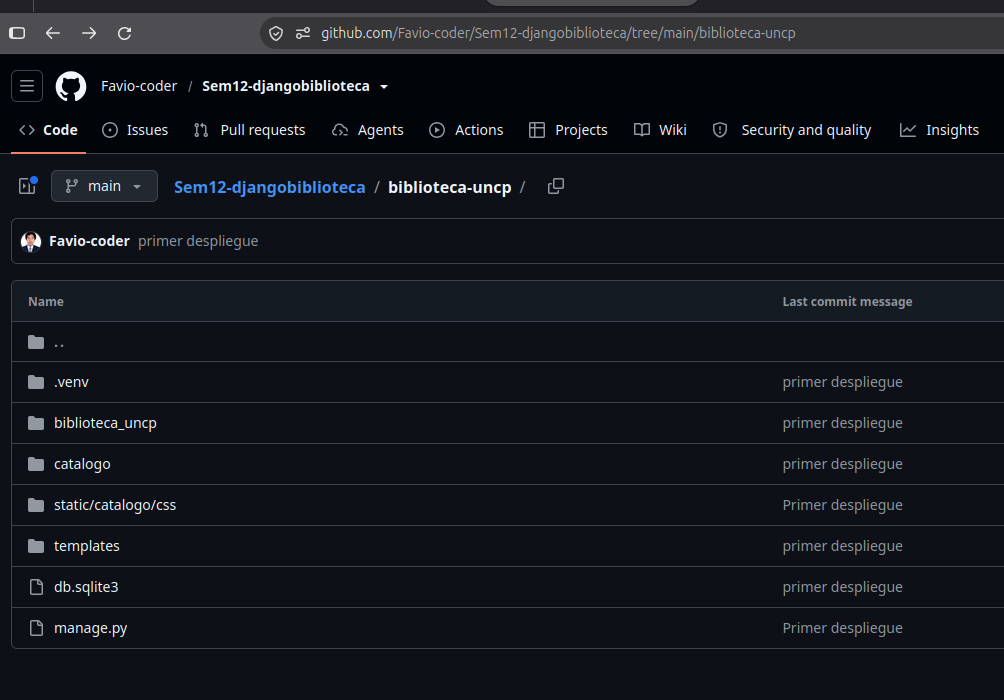 github.com/Favio-coder/Sem12-djangobiblioteca/tree/main/biblioteca-uncp
Favio-coder / Sem12-djangobiblioteca
Code Issues Pull requests Agents Actions Projects Wiki Security and quality Insights
main Sem12-djangobiblioteca / biblioteca-uncp /
Favio-coder primer despliegue
Name Last commit message
..
.venv primer despliegue
biblioteca_uncp primer despliegue
catalogo primer despliegue
static/catalogo/css Primer despliegue
templates primer despliegue
db.sqlite3 primer despliegue
manage.py Primer despliegue